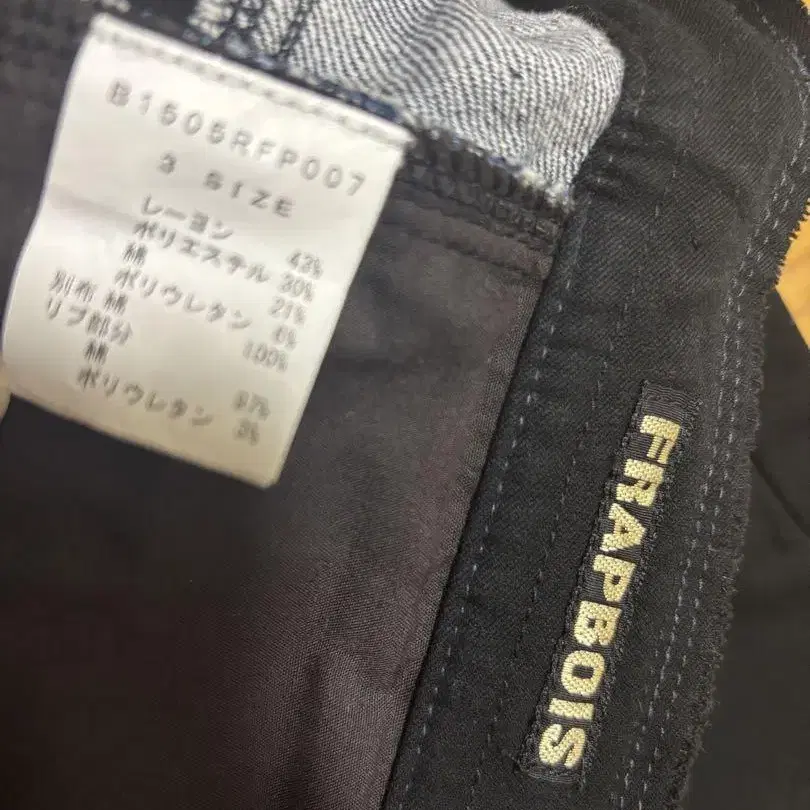 B1505RFP007
3 SIZE
レーヨン 43%
ポリエステル 30%
綿 21%
ポリウレタン 6%
別布 綿 100%
リブ部分
綿 97%
ポリウレタン 3%
FRAPBOIS